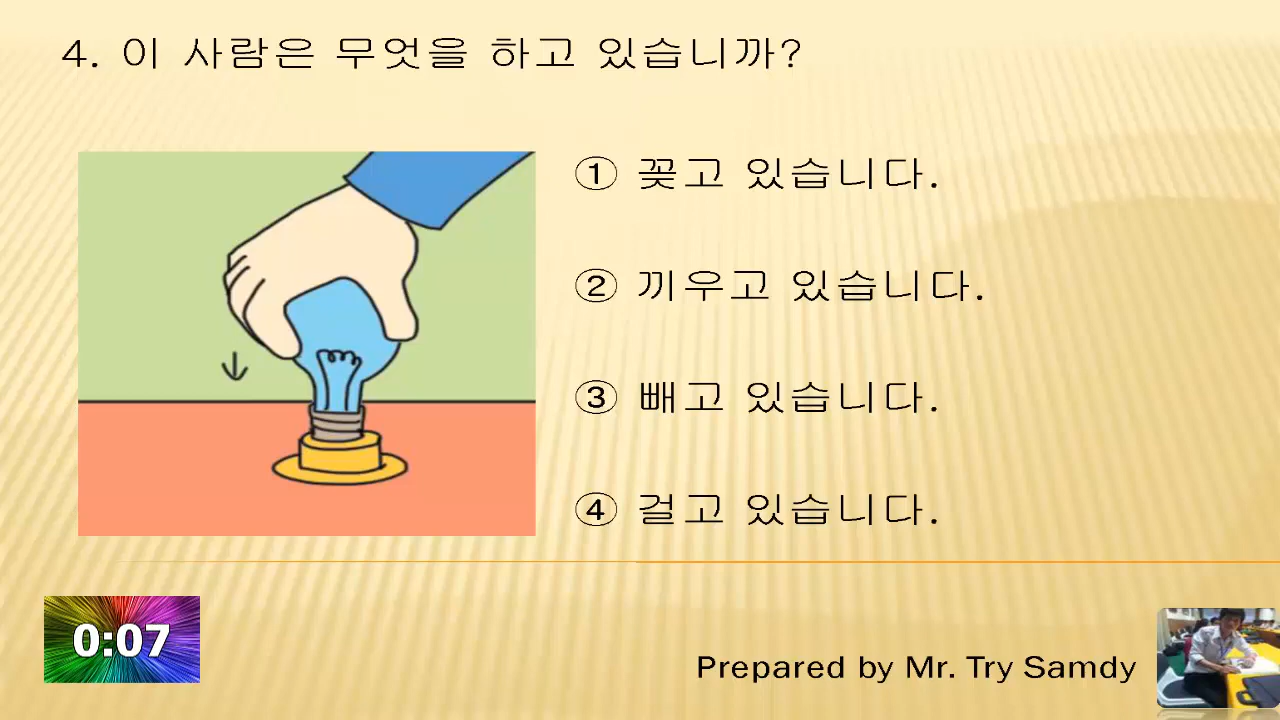 4. 이 사람은 무엇을 하고 있습니까?
① 꽂고 있습니다.
② 끼우고 있습니다.
③ 빼고 있습니다.
④ 걸고 있습니다.
0:07
Prepared by Mr. Try Samdy